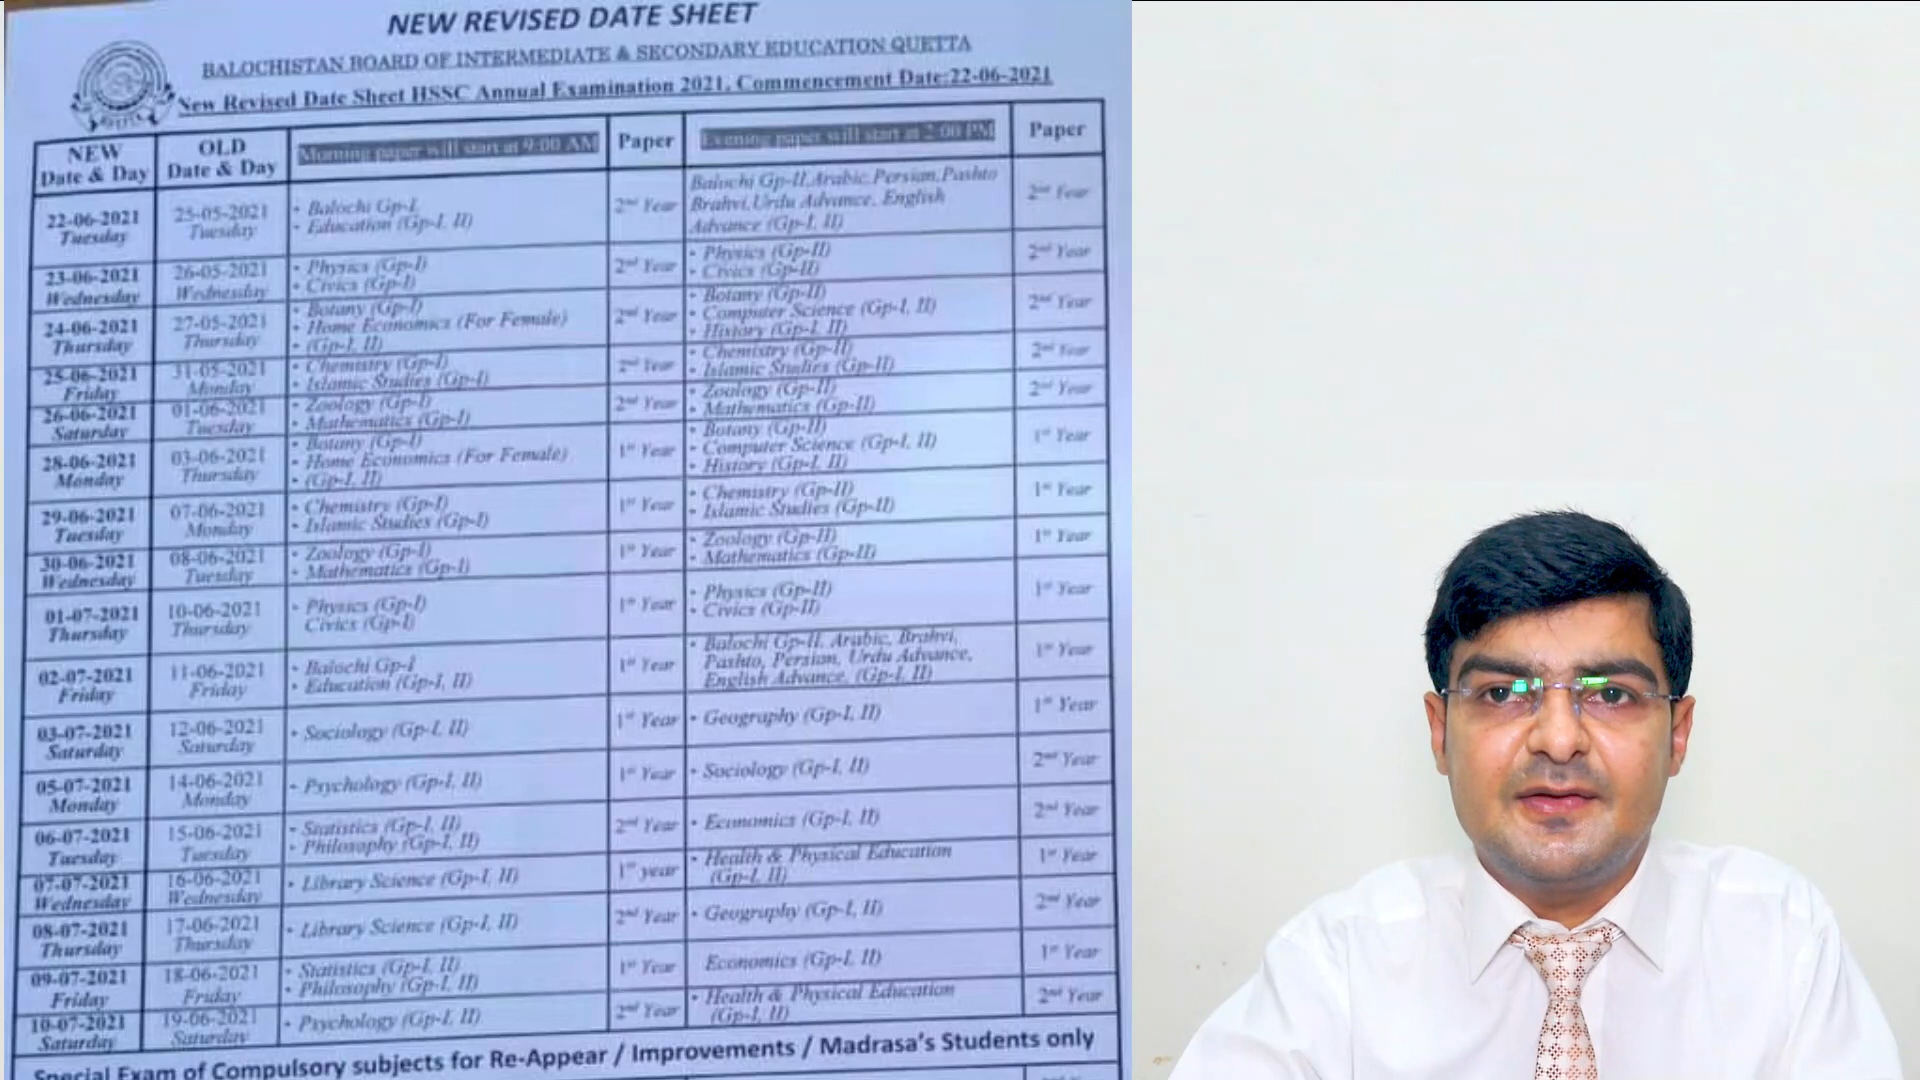 NEW REVISED DATE SHEET
BALOCHISTAN BOARD OF INTERMEDIATE & SECONDARY EDUCATION QUETTA
New Revised Date Sheet HSSC Annual Examination 2021, Commencement Date:22-06-2021
NEW Date & Day OLD Date & Day Morning paper will start at 9:00 AM Paper Evening paper will start at 2:00 PM Paper
22-06-2021 Tuesday 25-05-2021 Tuesday • Balochi Gp-I • Education (Gp-I, II) 2nd Year Balochi Gp-II, Arabic, Persian, Pashto Brahvi, Urdu Advance, English Advance (Gp-I, II) 2nd Year
23-06-2021 Wednesday 26-05-2021 Wednesday • Physics (Gp-I) • Civics (Gp-I) 2nd Year • Physics (Gp-II) • Civics (Gp-II) 2nd Year
24-06-2021 Thursday 27-05-2021 Thursday • Botany (Gp-I) • Home Economics (For Female) • (Gp-I, II) 2nd Year • Botany (Gp-II) • Computer Science (Gp-I, II) • History (Gp-I, II) 2nd Year
25-06-2021 Friday 31-05-2021 Monday • Chemistry (Gp-I) • Islamic Studies (Gp-I) 2nd Year • Chemistry (Gp-II) • Islamic Studies (Gp-II) 2nd Year
26-06-2021 Saturday 01-06-2021 Tuesday • Zoology (Gp-I) • Mathematics (Gp-I) 2nd Year • Zoology (Gp-II) • Mathematics (Gp-II) 2nd Year
28-06-2021 Monday 03-06-2021 Thursday • Botany (Gp-I) • Home Economics (For Female) • (Gp-I, II) 1st Year • Botany (Gp-II) • Computer Science (Gp-I, II) • History (Gp-I, II) 1st Year
29-06-2021 Tuesday 07-06-2021 Monday • Chemistry (Gp-I) • Islamic Studies (Gp-I) 1st Year • Chemistry (Gp-II) • Islamic Studies (Gp-II) 1st Year
30-06-2021 Wednesday 08-06-2021 Tuesday • Zoology (Gp-I) • Mathematics (Gp-I) 1st Year • Zoology (Gp-II) • Mathematics (Gp-II) 1st Year
01-07-2021 Thursday 10-06-2021 Thursday • Physics (Gp-I) Civics (Gp-I) 1st Year • Physics (Gp-II) • Civics (Gp-II) 1st Year
02-07-2021 Friday 11-06-2021 Friday • Balochi Gp-I • Education (Gp-I, II) 1st Year • Balochi Gp-II, Arabic, Brahvi, Pashto, Persian, Urdu Advance, English Advance, (Gp-I, II) 1st Year
03-07-2021 Saturday 12-06-2021 Saturday • Sociology (Gp-I, II) 1st Year • Geography (Gp-I, II) 1st Year
05-07-2021 Monday 14-06-2021 Monday • Psychology (Gp-I, II) 1st Year • Sociology (Gp-I, II) 2nd Year
06-07-2021 Tuesday 15-06-2021 Tuesday • Statistics (Gp-I, II) • Philosophy (Gp-I, II) 2nd Year • Economics (Gp-I, II) 2nd Year
07-07-2021 Wednesday 16-06-2021 Wednesday • Library Science (Gp-I, II) 1st year • Health & Physical Education (Gp-I, II) 1st Year
08-07-2021 Thursday 17-06-2021 Thursday • Library Science (Gp-I, II) 2nd Year • Geography (Gp-I, II) 2nd Year
09-07-2021 Friday 18-06-2021 Friday • Statistics (Gp-I, II) • Philosophy (Gp-I, II) 1st Year Economics (Gp-I, II) 1st Year
10-07-2021 Saturday 19-06-2021 Saturday • Psychology (Gp-I, II) 2nd Year • Health & Physical Education (Gp-I, II) 2nd Year
Special Exam of Compulsory subjects for Re-Appear / Improvements / Madrasa's Students only